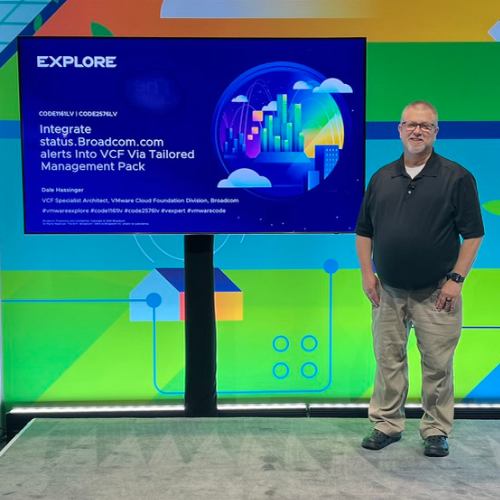 EXPLORE
CODE1161LV | CODE2576LV
Integrate
status.Broadcom.com
alerts Into VCF Via Tailored
Management Pack
Dale Hassinger
VCF Specialist Architect, VMware Cloud Foundation Division, Broadcom
#vmwareexplore #code1161lv #code2576lv #vexpert #vmwarecode